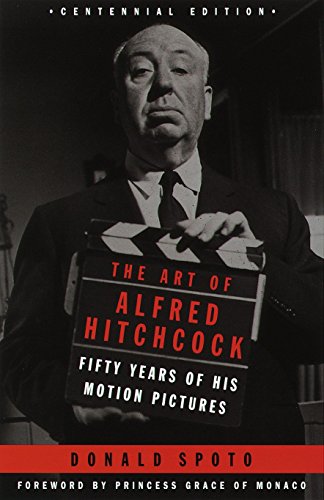 • CENTENNIAL EDITION •
THE ART OF
ALFRED
HITCHCOCK
FIFTY YEARS OF HIS
MOTION PICTURES
DONALD SPOTO
FOREWORD BY PRINCESS GRACE OF MONACO